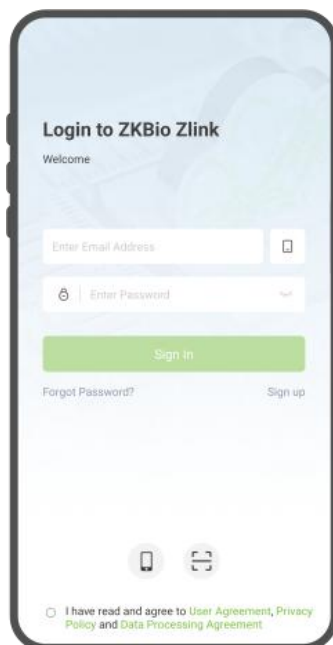 Login to ZKBio Zlink
Welcome
Enter Email Address
Enter Password
Sign In
Forgot Password? Sign up
I have read and agree to User Agreement, Privacy
Policy and Data Processing Agreement